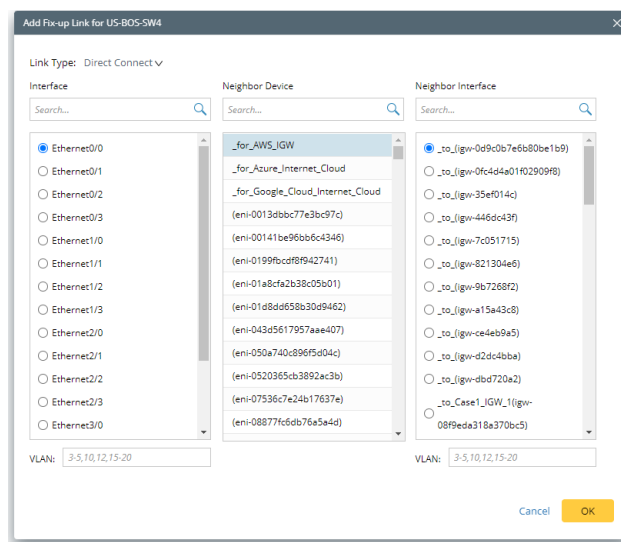 Add Fix-up Link for US-BOS-SW4
Link Type: Direct Connect
Interface
Search...
Ethernet0/0
Ethernet0/1
Ethernet0/2
Ethernet0/3
Ethernet1/0
Ethernet1/1
Ethernet1/2
Ethernet1/3
Ethernet2/0
Ethernet2/1
Ethernet2/2
Ethernet2/3
Ethernet3/0
VLAN: 3-5,10,12,15-20
Neighbor Device
Search...
_for_AWS_IGW
_for_Azure_Internet_Cloud
_for_Google_Cloud_Internet_Cloud
(eni-0013dbbc77e3bc97c)
(eni-00141be96bb6c4346)
(eni-0199fbcdf8f942741)
(eni-01a8cfa2b38c05b01)
(eni-01d8dd658b30d9462)
(eni-043d5617957aae407)
(eni-050a740c896f5d04c)
(eni-0520365cb3892ac3b)
(eni-07536c7e24b17637e)
(eni-08877fc6db76a5a4d)
Neighbor Interface
Search...
_to_(igw-0d9c0b7e6b80be1b9)
_to_(igw-0fc4d4a01f02909f8)
_to_(igw-35ef014c)
_to_(igw-446dc43f)
_to_(igw-7c051715)
_to_(igw-821304e6)
_to_(igw-9b7268f2)
_to_(igw-a15a43c8)
_to_(igw-ce4eb9a5)
_to_(igw-d2dc4bba)
_to_(igw-dbd720a2)
_to_Case1_IGW_1(igw-
08f9eda318a370bc5)
VLAN: 3-5,10,12,15-20
Cancel
OK